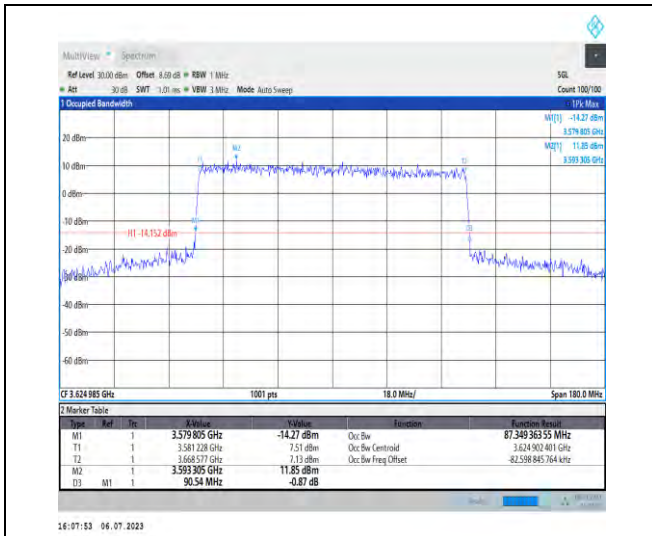 MultiView Spectrum
Ref Level 30.00 dBm Offset 8.69 dB RBW 1 MHz SGL
Att 30 dB SWT 1.01 ms VBW 3 MHz Mode Auto Sweep Count 100/100
1 Occupied Bandwidth 1Pk Max
M1[1] -14.27 dBm
3.579 805 GHz
M2[1] 11.85 dBm
3.593 305 GHz
20 dBm
M2
T1 T2
10 dBm
0 dBm
-10 dBm
M1 D3
H1 -14.152 dBm
-20 dBm
-30 dBm
-40 dBm
-50 dBm
-60 dBm
CF 3.624 985 GHz 1001 pts 18.0 MHz/ Span 180.0 MHz
2 Marker Table
Type Ref Trc X-Value Y-Value Function Function Result
M1 1 3.579 805 GHz -14.27 dBm Occ Bw 87.349 363 55 MHz
T1 1 3.581 228 GHz 7.51 dBm Occ Bw Centroid 3.624 902 401 GHz
T2 1 3.668 577 GHz 7.13 dBm Occ Bw Freq Offset -82.598 845 764 kHz
M2 1 3.593 305 GHz 11.85 dBm
D3 M1 1 90.54 MHz -0.87 dB
16:07:53 06.07.2023